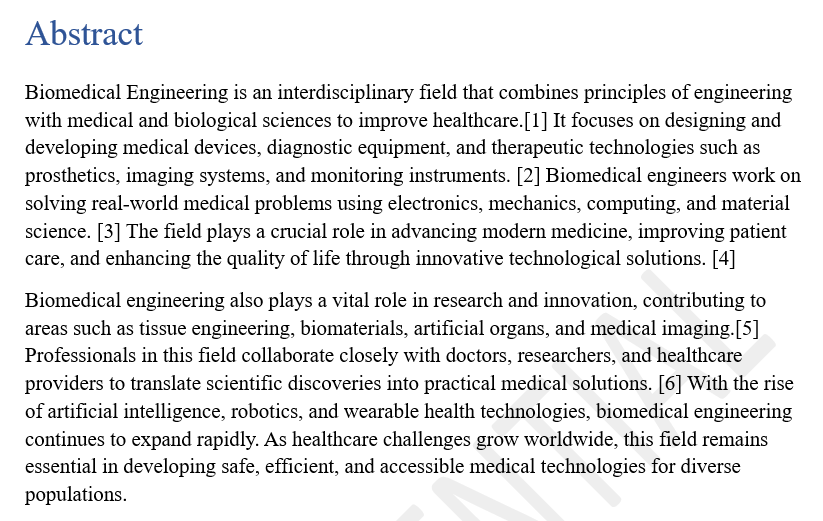 Abstract
Biomedical Engineering is an interdisciplinary field that combines principles of engineering
with medical and biological sciences to improve healthcare.[1] It focuses on designing and
developing medical devices, diagnostic equipment, and therapeutic technologies such as
prosthetics, imaging systems, and monitoring instruments. [2] Biomedical engineers work on
solving real-world medical problems using electronics, mechanics, computing, and material
science. [3] The field plays a crucial role in advancing modern medicine, improving patient
care, and enhancing the quality of life through innovative technological solutions. [4]
Biomedical engineering also plays a vital role in research and innovation, contributing to
areas such as tissue engineering, biomaterials, artificial organs, and medical imaging.[5]
Professionals in this field collaborate closely with doctors, researchers, and healthcare
providers to translate scientific discoveries into practical medical solutions. [6] With the rise
of artificial intelligence, robotics, and wearable health technologies, biomedical engineering
continues to expand rapidly. As healthcare challenges grow worldwide, this field remains
essential in developing safe, efficient, and accessible medical technologies for diverse
populations.
ENTIAL